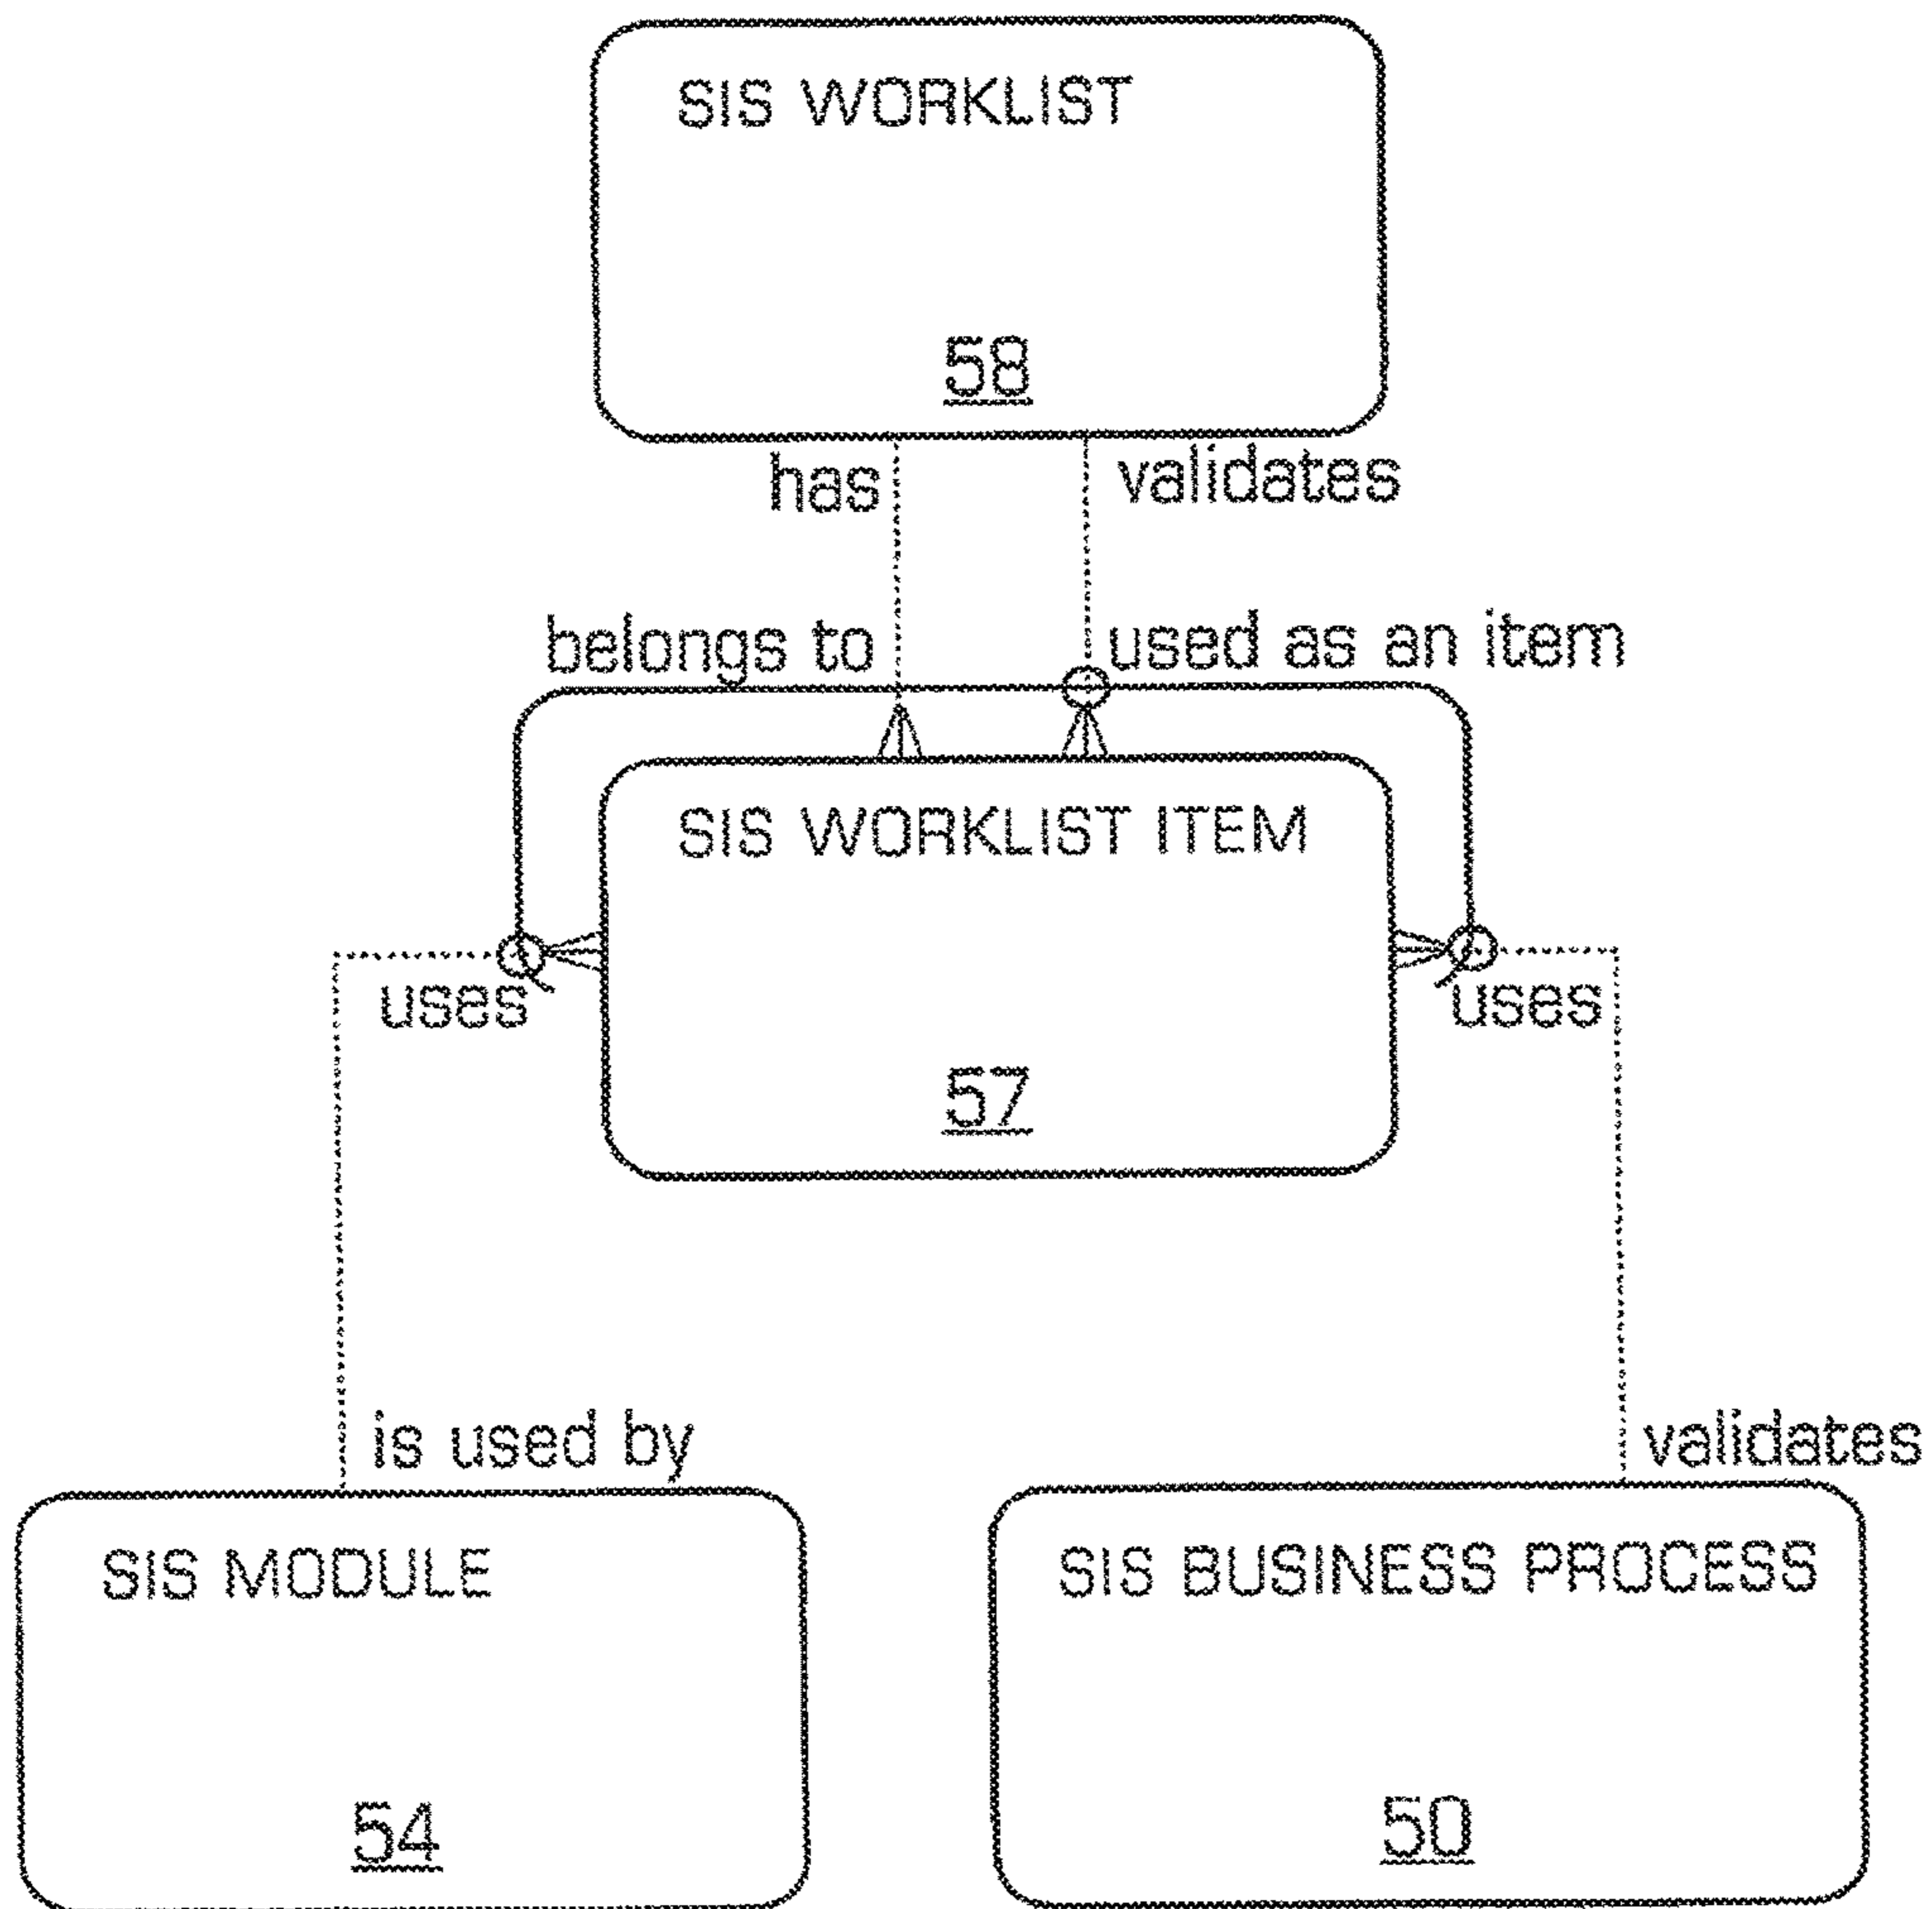 SIS WORKLIST
58
has
validates
belongs to
used as an item
SIS WORKLIST ITEM
uses
uses
57
is used by
validates
SIS MODULE
SIS BUSINESS PROCESS
54
50